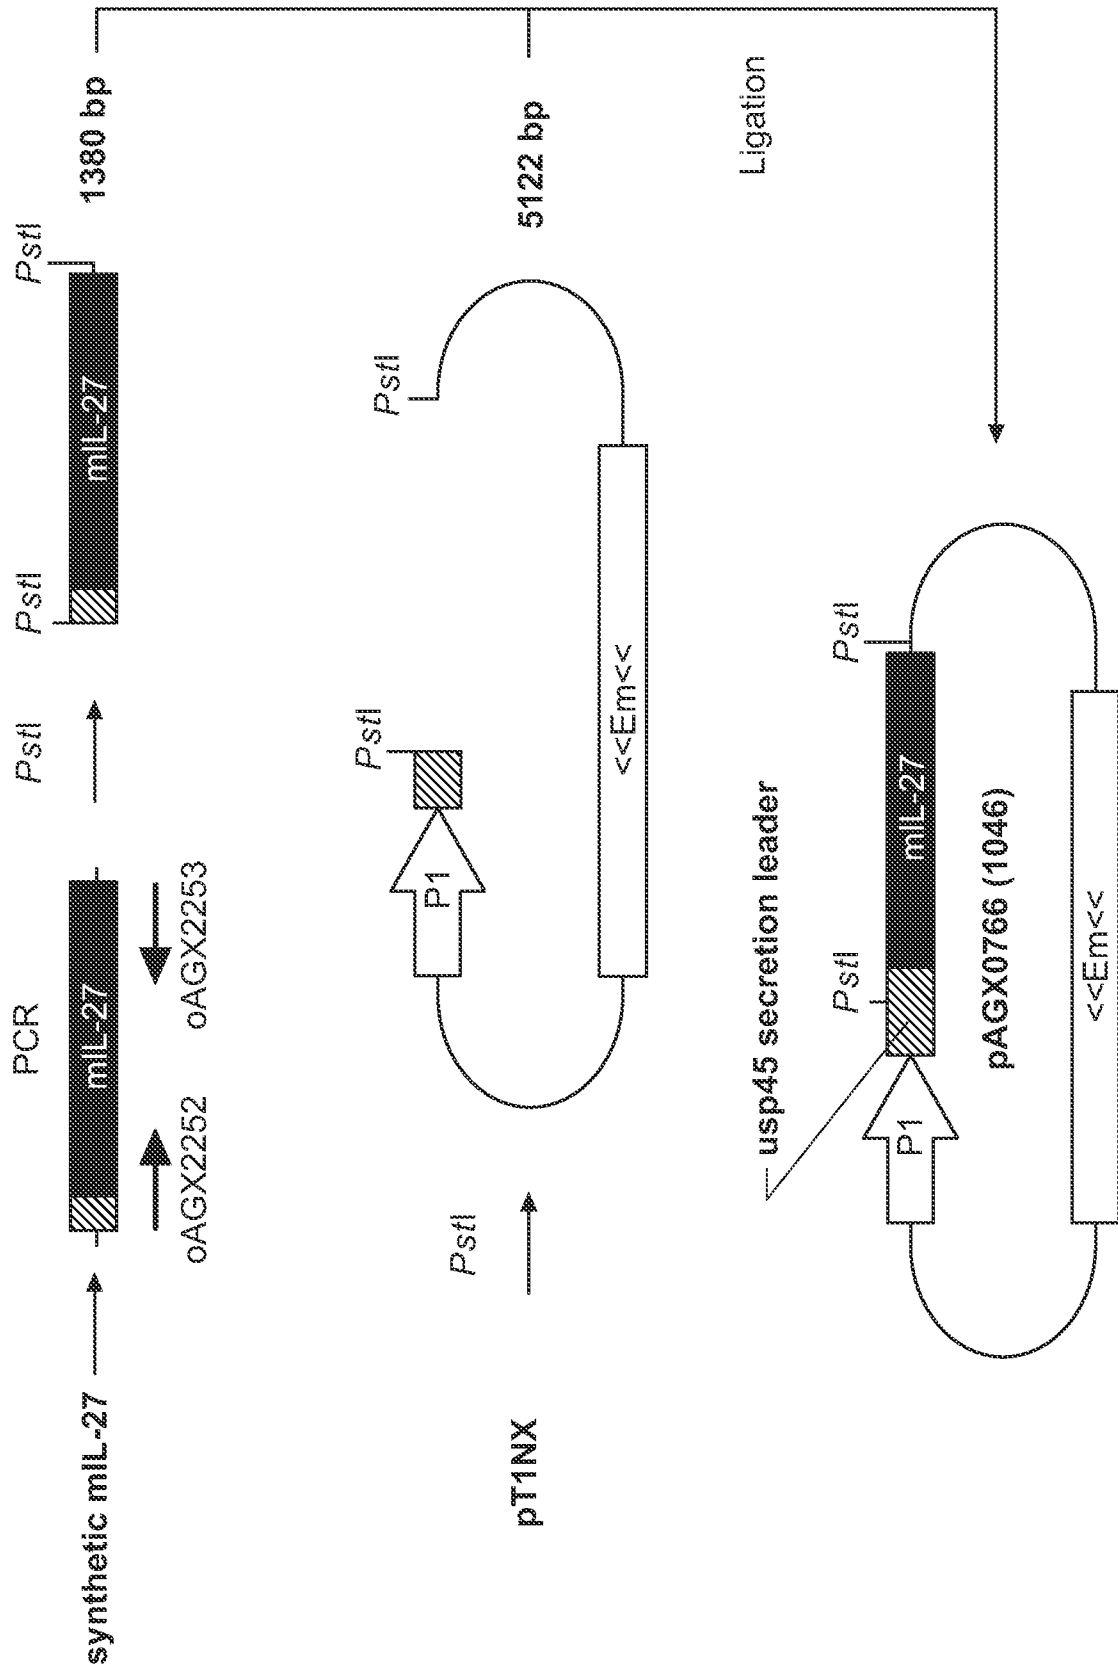 synthetic mIL-27
PCR
mIL-27
oAGX2252
oAGX2253
PstI
PstI
PstI
mIL-27
1380 bp
pT1NX
PstI
P1
PstI
PstI
<<Em<<
5122 bp
Ligation
usp45 secretion leader
P1
PstI
mIL-27
PstI
pAGX0766 (1046)
<<Em<<